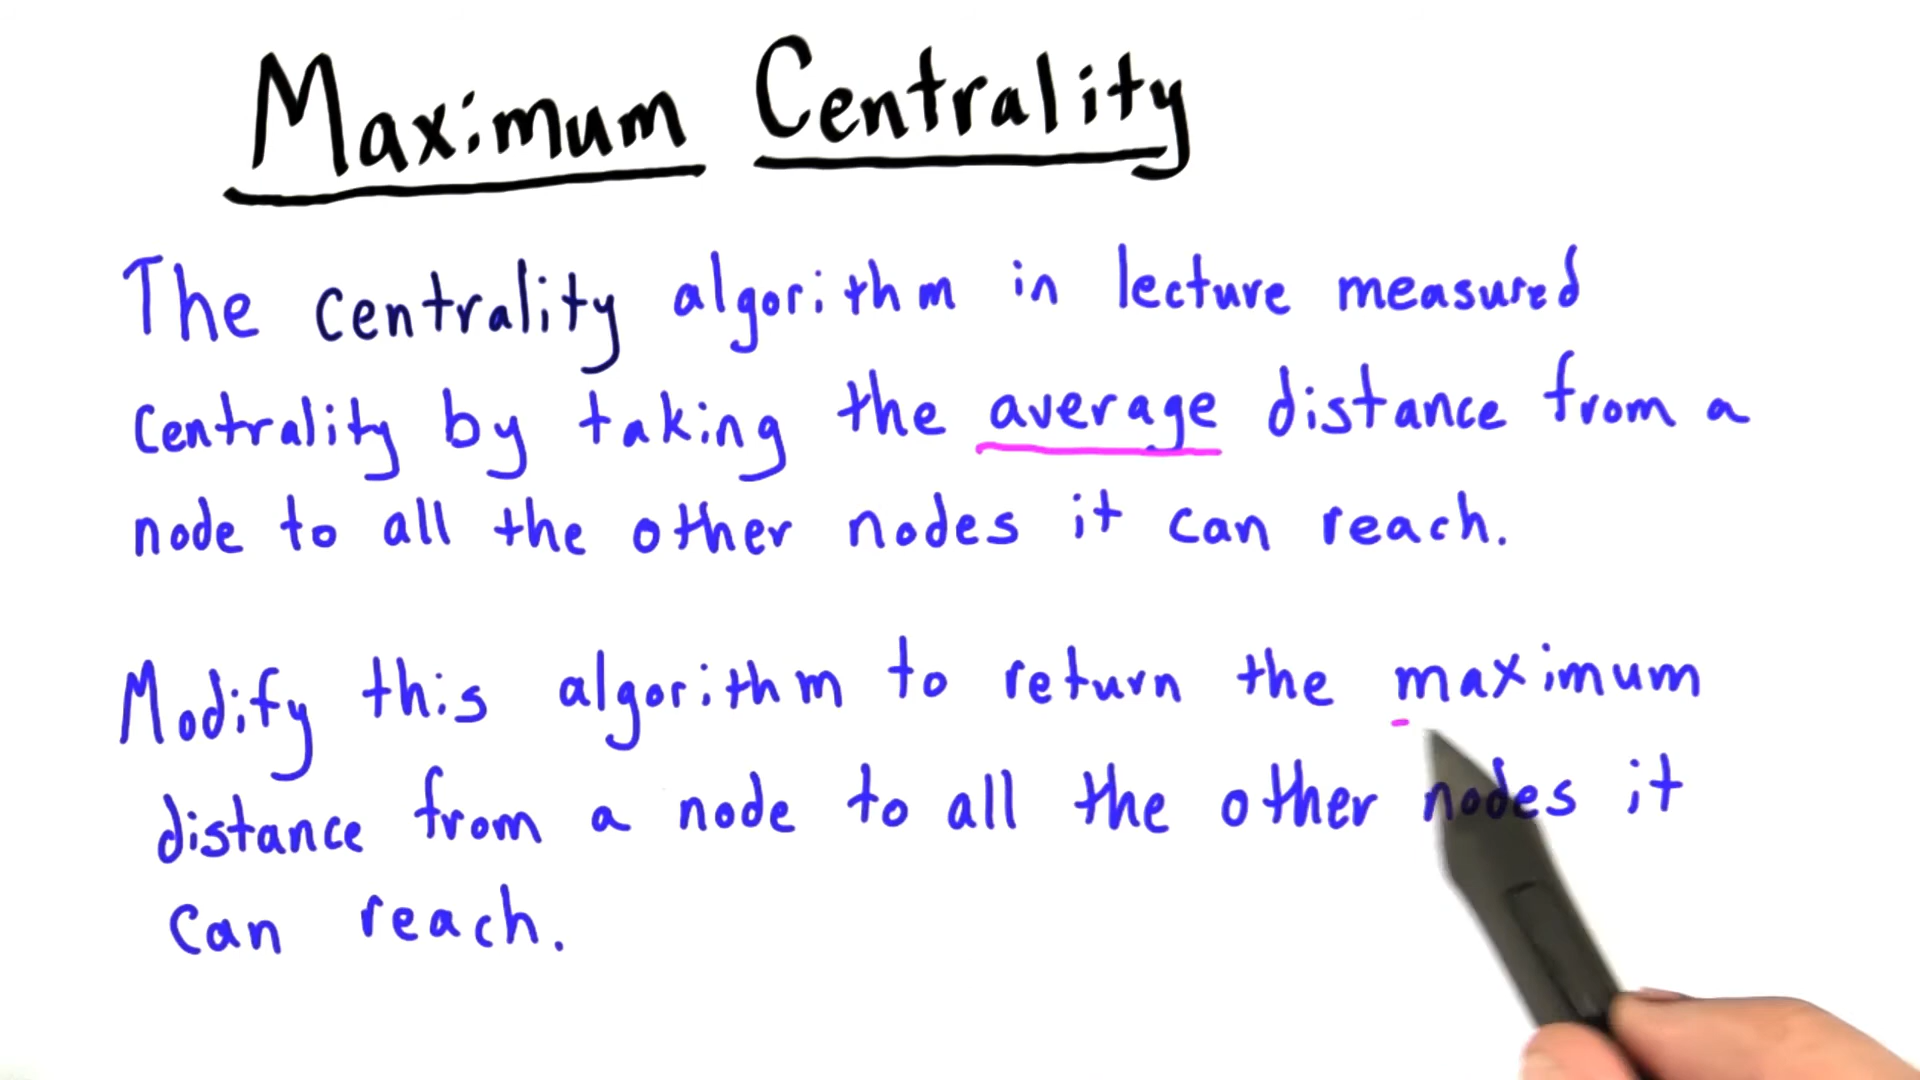 Maximum Centrality
The centrality algorithm in lecture measured
centrality by taking the average distance from a
node to all the other nodes it can reach.
Modify this algorithm to return the maximum
distance from a node to all the other nodes it
can reach.